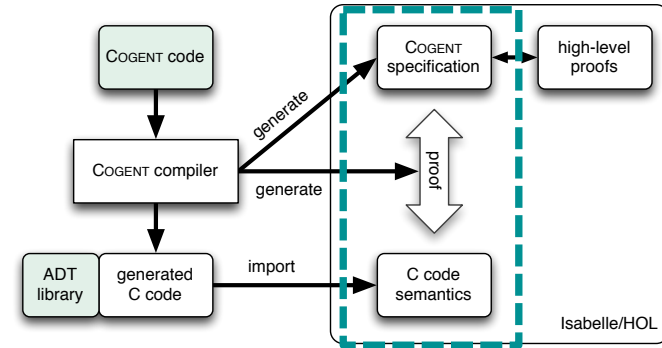 COGENT code
COGENT
specification
high-level
proofs
generate
COGENT compiler
generate
proof
ADT
library
generated
C code
import
C code
semantics
Isabelle/HOL